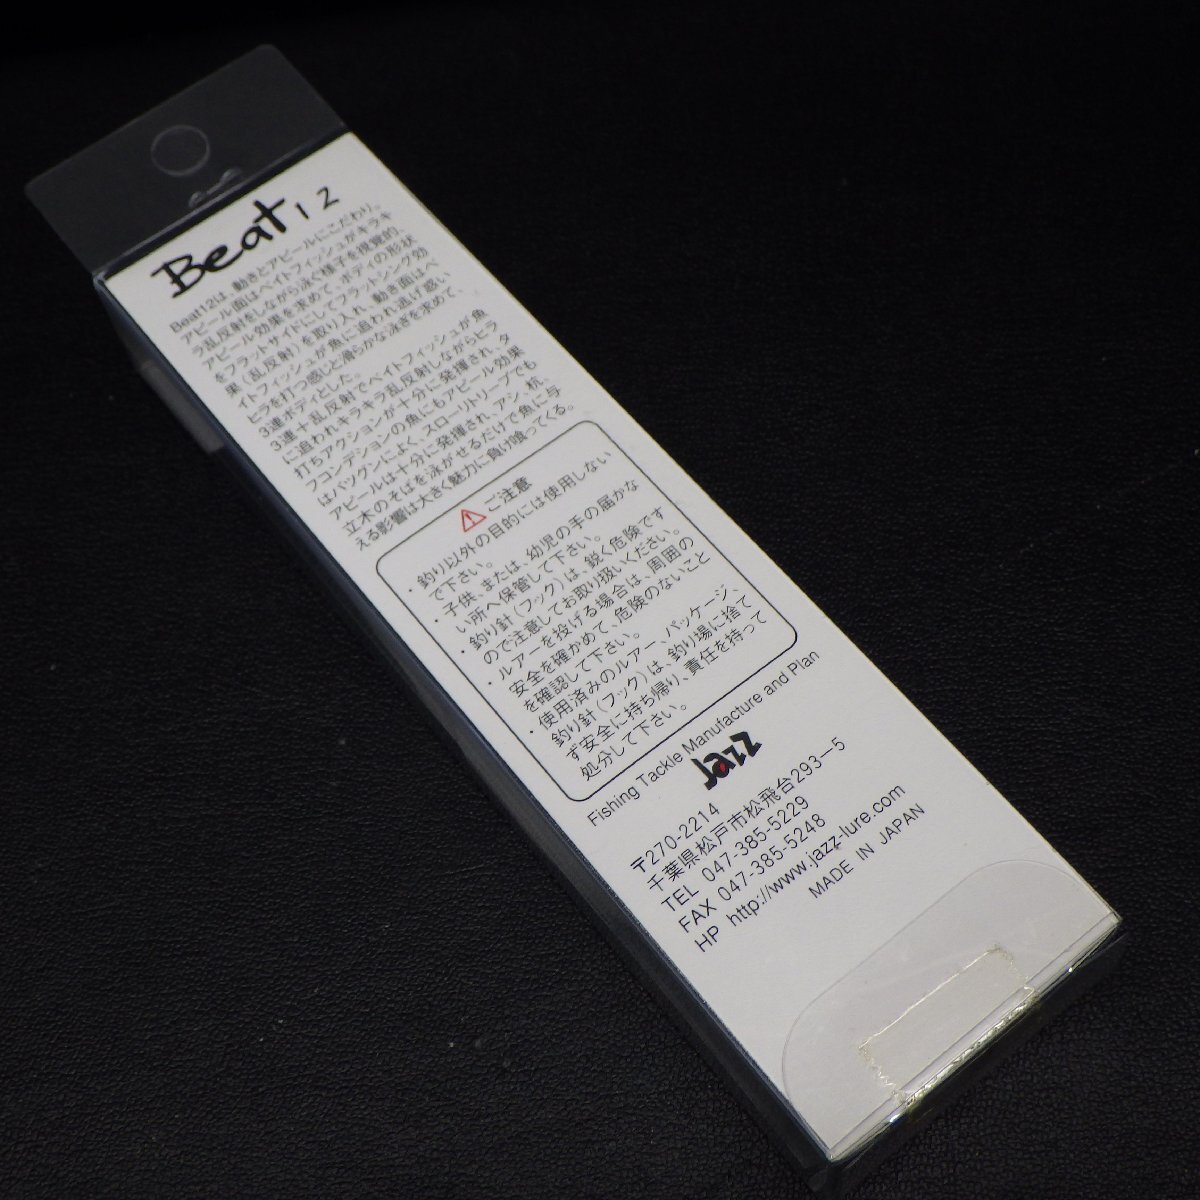 Beat12
Beat12は、動きとアピールにこだわり。
アピール面はベイトフィッシュがキラキ
ラ乱反射をしながら泳ぐ様子を視覚的、
アピール効果を求めて、ボディの形状
をフラットサイドにしてフラットシング効
果(乱反射)を取り入れ、動き面はベ
イトフィッシュが魚に追われ逃げ惑い
ヒラを打つ感じと滑らかな泳ぎを求めて、
3連ボディとした。
3連+乱反射でベイトフィッシュが魚
に追われキラキラ乱反射しながらヒラ
打ちアクションが十分に発揮され、タ
フコンデションの魚にもアピール効果
はバツグンによく、スローリトリーブでも
アピールは十分に発揮され、アシ、杭、
立木のそばを泳がせるだけで魚に与
える影響は大きく魅力に負け喰ってくる。
ご注意
・釣り以外の目的には使用しない
で下さい。
・子供、または、幼児の手の届かな
い所へ保管して下さい。
・釣り針(フック)は、鋭く危険です
ので注意してお取り扱いください。
・ルアーを投げる場合は、周囲の
安全を確かめて、危険のないこと
を確認して下さい。
・使用済みのルアー、パッケージ、
釣り針(フック)は、釣り場に捨て
ず安全に持ち帰り、責任を持って
処分して下さい。
Fishing Tackle Manufacture and Plan
Jazz
〒270-2214
千葉県松戸市松飛台293-5
TEL 047-385-5229
FAX 047-385-5248
HP http://www.jazz-lure.com
MADE IN JAPAN